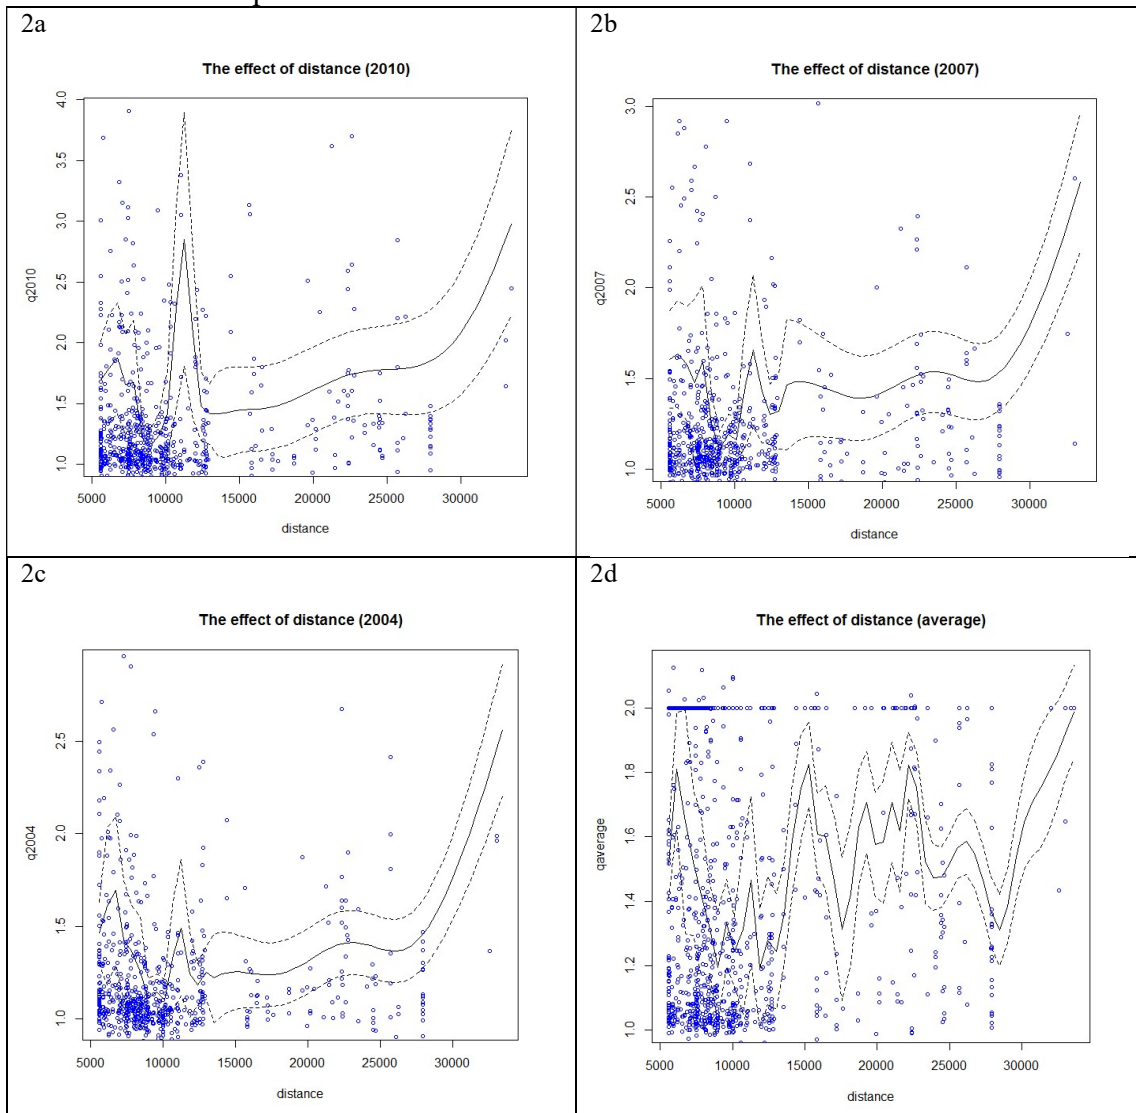 2a
The effect of distance (2010)
4.0
3.5
3.0
2.5
2.0
1.5
1.0
q2010
5000 10000 15000 20000 25000 30000
distance
2b
The effect of distance (2007)
3.0
2.5
2.0
1.5
1.0
q2007
5000 10000 15000 20000 25000 30000
distance
2c
The effect of distance (2004)
2.5
2.0
1.5
1.0
q2004
5000 10000 15000 20000 25000 30000
distance
2d
The effect of distance (average)
2.0
1.8
1.6
1.4
1.2
1.0
qaverage
5000 10000 15000 20000 25000 30000
distance